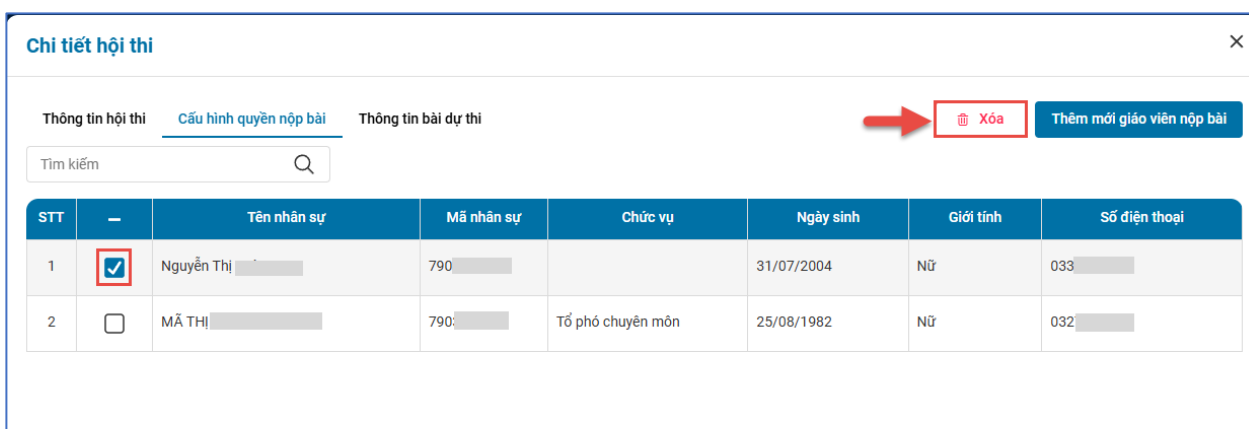 Chi tiết hội thi
Thông tin hội thi Cấu hình quyền nộp bài Thông tin bài dự thi Xóa Thêm mới giáo viên nộp bài
Tìm kiếm
STT Tên nhân sự Mã nhân sự Chức vụ Ngày sinh Giới tính Số điện thoại
1 Nguyễn Thị 790 31/07/2004 Nữ 033
2 MÃ THỊ 790 Tổ phó chuyên môn 25/08/1982 Nữ 032